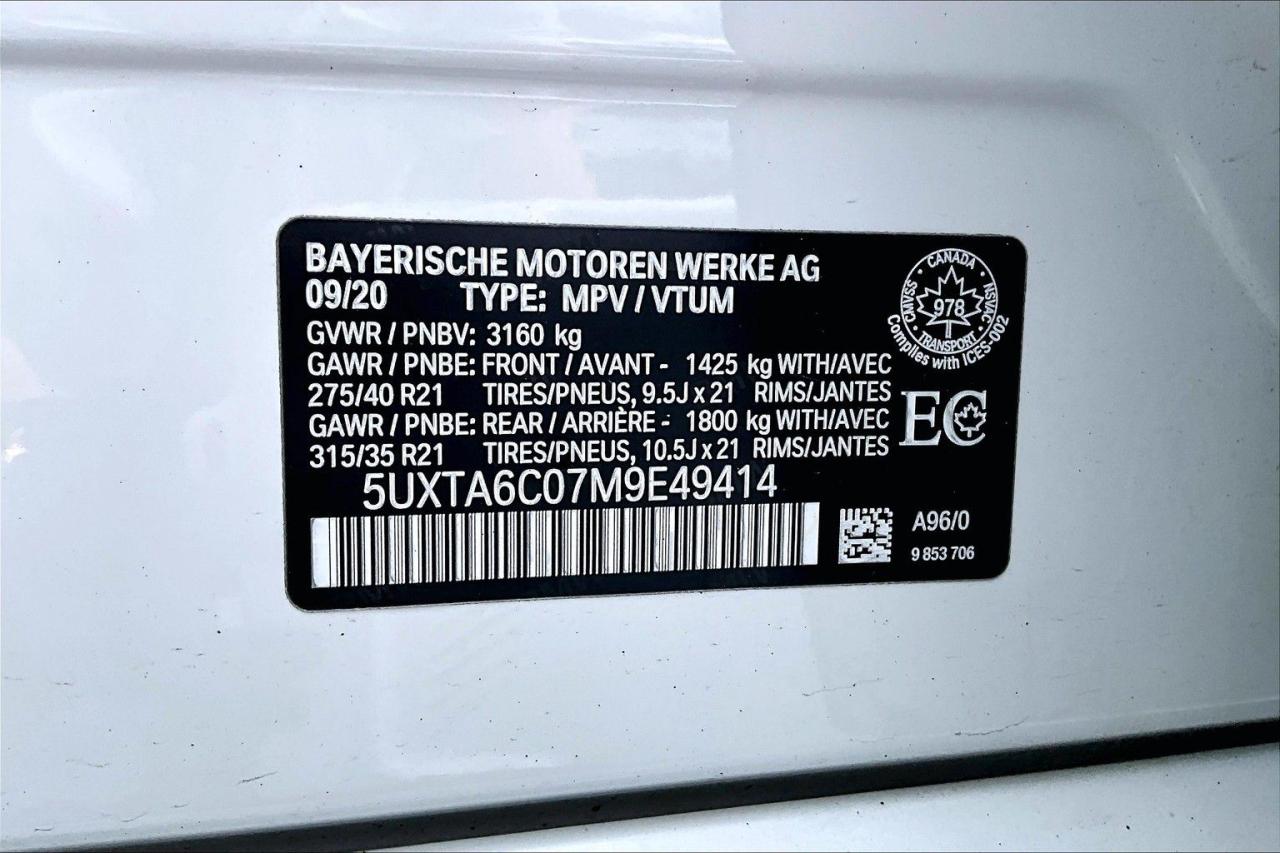 BAYERISCHE MOTOREN WERKE AG
09/20 TYPE: MPV / VTUM
GVWR / PNBV: 3160 kg
GAWR / PNBE: FRONT / AVANT - 1425 kg WITH/AVEC
275/40 R21 TIRES/PNEUS, 9.5J x 21 RIMS/JANTES
GAWR / PNBE: REAR / ARRIÈRE - 1800 kg WITH/AVEC
315/35 R21 TIRES/PNEUS, 10.5J x 21 RIMS/JANTES
5UXTA6C07M9E49414
CANADA
CMVSS
978
NSVAC
TRANSPORT
Complies with ICES-002
EC
A96/0
9 853 706